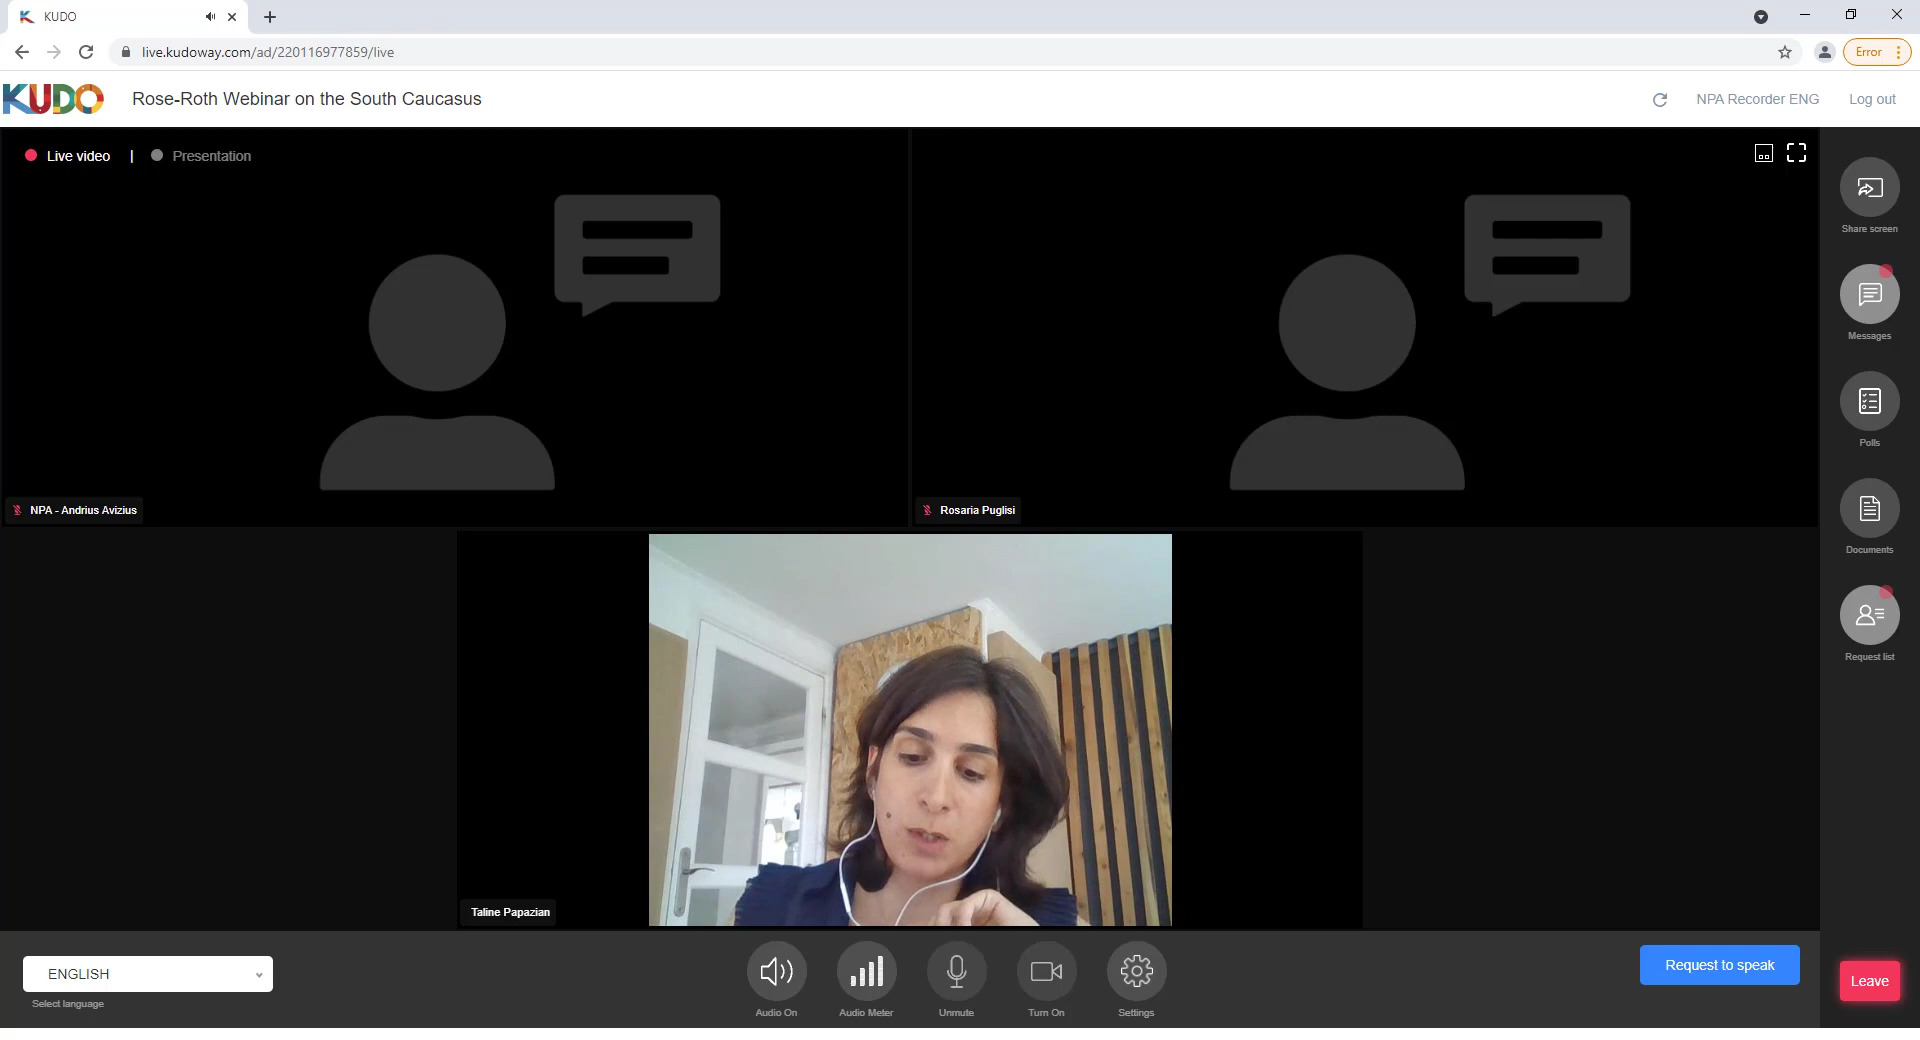 KUDO
live.kudoway.com/ad/220116977859/live
Error
KUDO
Rose-Roth Webinar on the South Caucasus
NPA Recorder ENG
Log out
Live video | Presentation
Share screen
Messages
Polls
Documents
Request list
NPA - Andrius Avizius
Rosaria Puglisi
Taline Papazian
ENGLISH
Select language
Audio On
Audio Meter
Unmute
Turn On
Settings
Request to speak
Leave